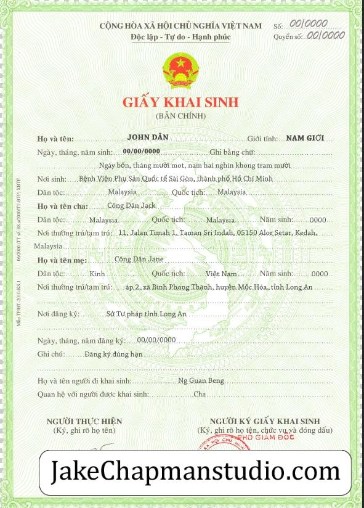 CỘNG HÒA XÃ HỘI CHỦ NGHĨA VIỆT NAM
Độc lập - Tự do - Hạnh phúc
Số: 00/0000
Quyển số: 00/0000
GIẤY KHAI SINH
(BẢN CHÍNH)
Họ và tên: JOHN DÂN Giới tính: NAM GIỚI
Ngày, tháng, năm sinh: 00/00/0000 Ghi bằng chữ:
Ngày bốn, tháng mười một, năm hai nghìn không trăm mười
Nơi sinh: Bệnh Viện Phụ Sản Quốc tế Sài Gòn, thành phố Hồ Chí Minh
Dân tộc: Malaysia Quốc tịch: Malaysia
Họ và tên cha: Công Dân Jack
Dân tộc: Malaysia Quốc tịch: Malaysia Năm sinh: 0000
Nơi thường trú/tạm trú: 11, Jalan Timah 1, Taman Sri Indah, 05150 Alor Setar, Kedah,
Malaysia
Họ và tên mẹ: Công Dân Jane
Dân tộc: Kinh Quốc tịch: Việt Nam Năm sinh: 0000
Nơi thường trú/tạm trú: ấp 2, xã Bình Phong Thạnh, huyện Mộc Hóa, tỉnh Long An
Nơi đăng ký: Sở Tư pháp tỉnh Long An
Ngày, tháng, năm đăng ký: 00/00/0000
Ghi chú: Đăng ký đúng hạn
Họ và tên người đi khai sinh: Ng Guan Beng
Quan hệ với người được khai sinh: Cha
NGƯỜI THỰC HIỆN
(Ký, ghi rõ họ tên)
NGƯỜI KÝ GIẤY KHAI SINH
(Ký, ghi rõ họ tên, chức vụ và đóng dấu)
PHÓ GIÁM ĐỐC
JakeChapmanstudio.com